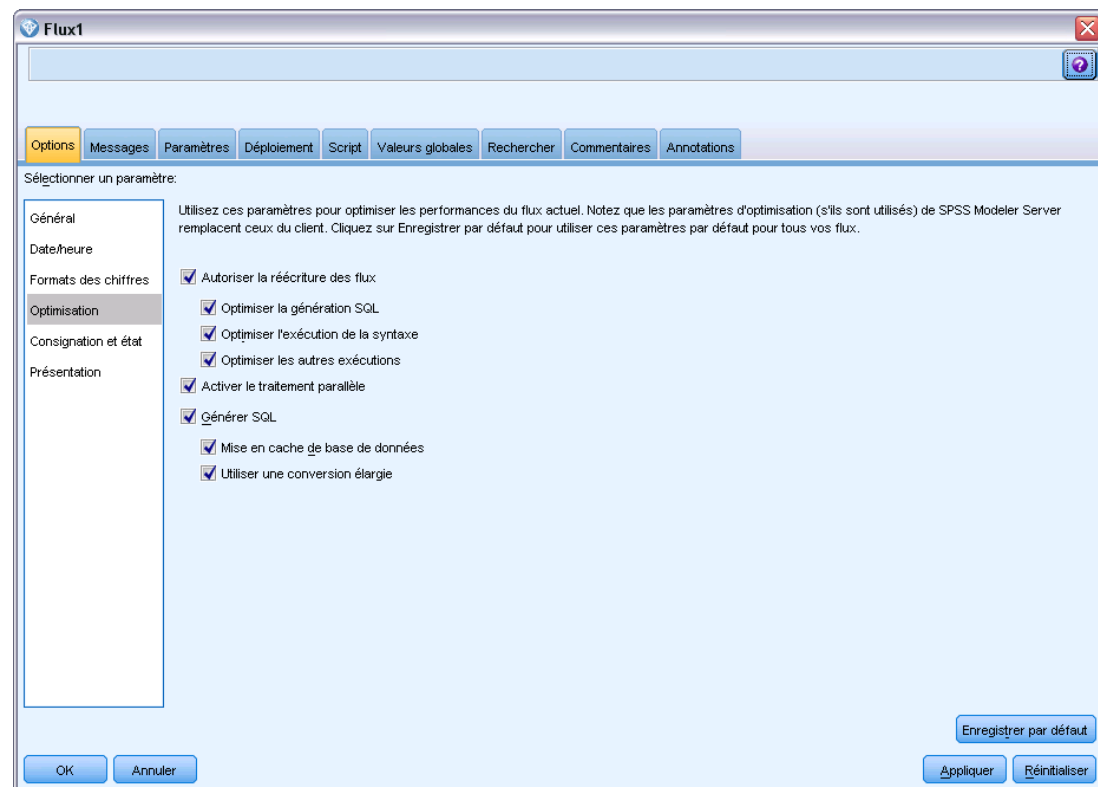 Flux1
Options
Messages
Paramètres
Déploiement
Script
Valeurs globales
Rechercher
Commentaires
Annotations
Sélectionner un paramètre:
Général
Date/heure
Formats des chiffres
Optimisation
Consignation et état
Présentation
Utilisez ces paramètres pour optimiser les performances du flux actuel. Notez que les paramètres d'optimisation (s'ils sont utilisés) de SPSS Modeler Server
remplacent ceux du client. Cliquez sur Enregistrer par défaut pour utiliser ces paramètres par défaut pour tous vos flux.
Autoriser la réécriture des flux
Optimiser la génération SQL
Optimiser l'exécution de la syntaxe
Optimiser les autres exécutions
Activer le traitement parallèle
Générer SQL
Mise en cache de base de données
Utiliser une conversion élargie
Enregistrer par défaut
OK
Annuler
Appliquer
Réinitialiser